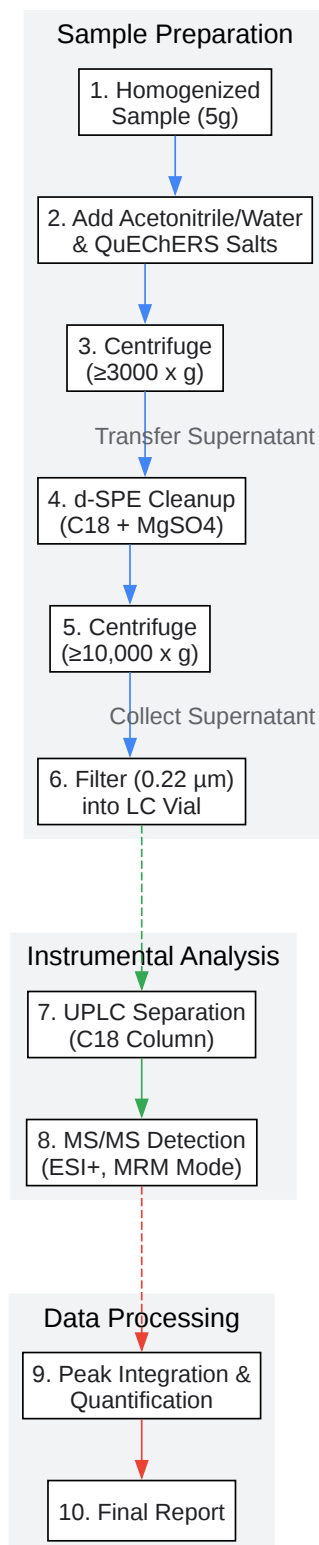 Sample Preparation
1. Homogenized
Sample (5g)
2. Add Acetonitrile/Water
& QuEChERS Salts
3. Centrifuge
(≥3000 x g)
Transfer Supernatant
4. d-SPE Cleanup
(C18 + MgSO4)
5. Centrifuge
(≥10,000 x g)
Collect Supernatant
6. Filter (0.22 µm)
into LC Vial
Instrumental Analysis
7. UPLC Separation
(C18 Column)
8. MS/MS Detection
(ESI+, MRM Mode)
Data Processing
9. Peak Integration &
Quantification
10. Final Report